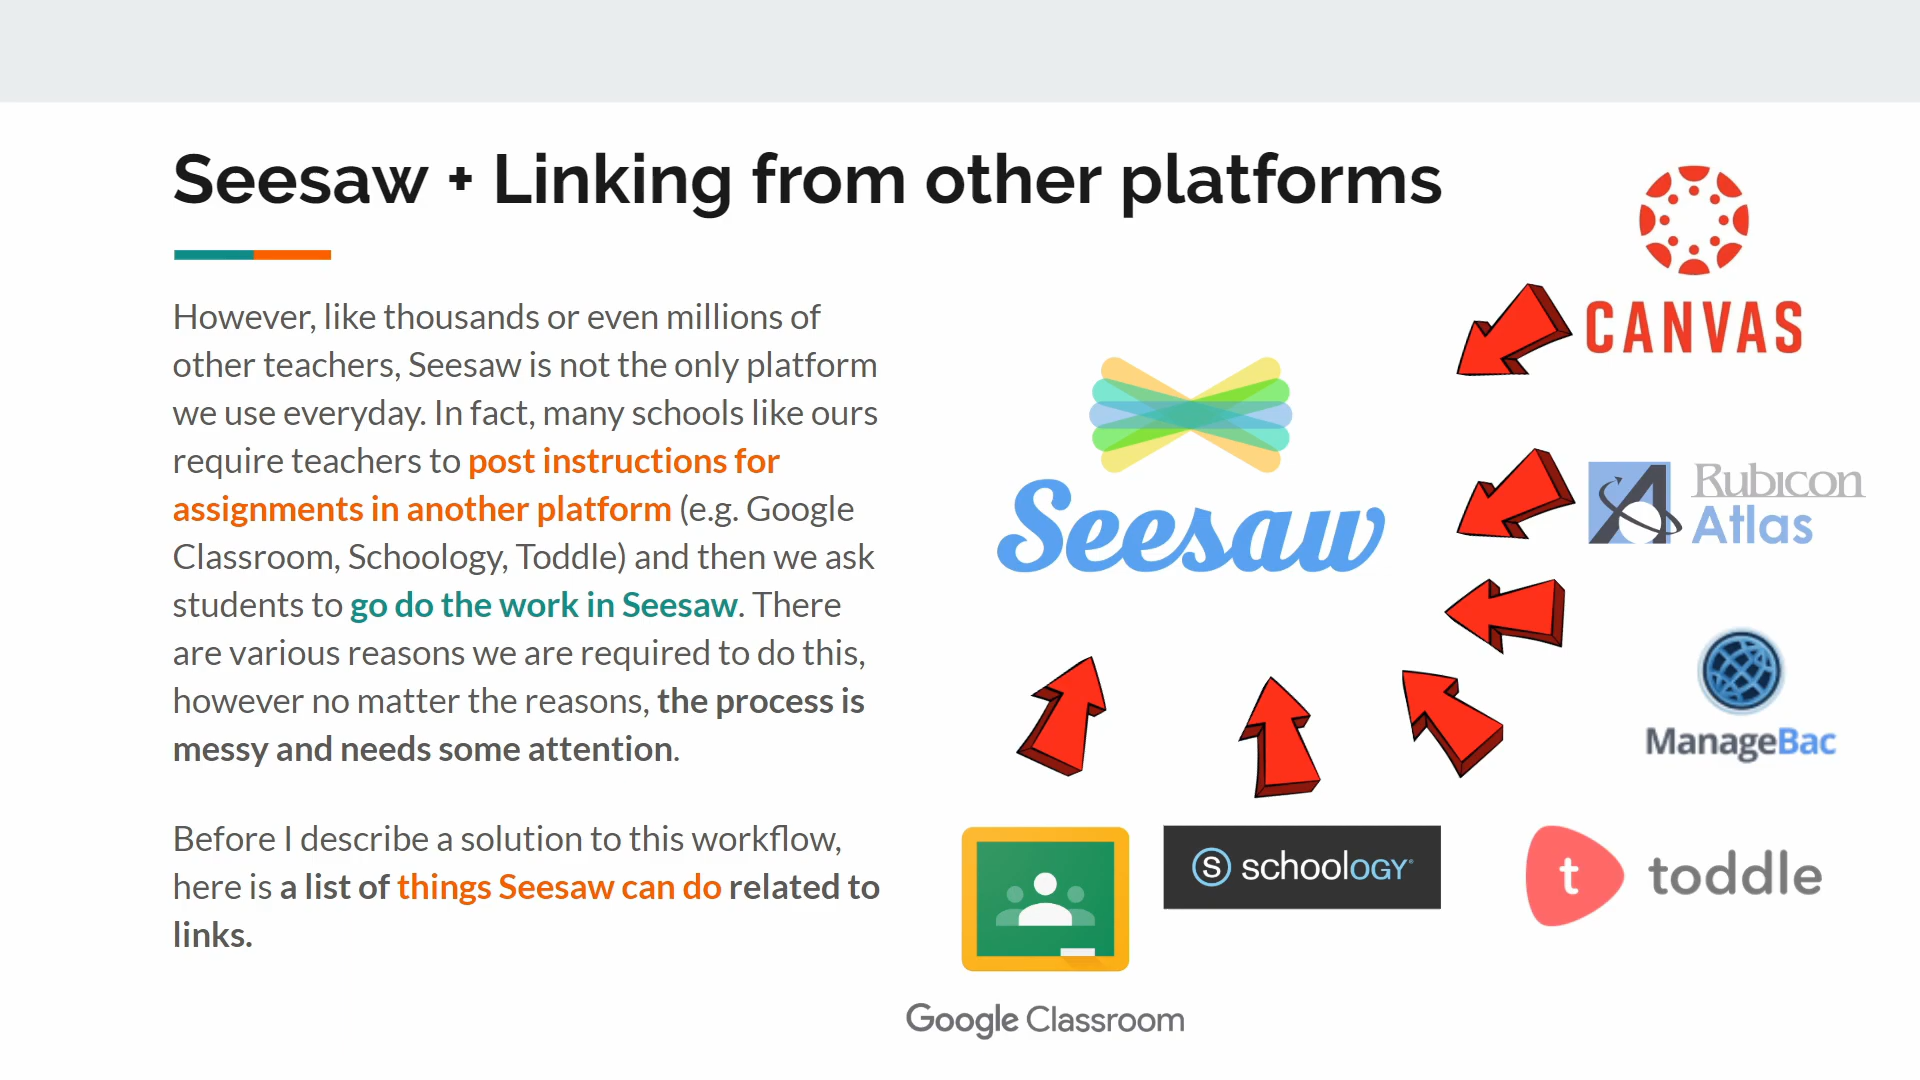 Seesaw + Linking from other platforms
However, like thousands or even millions of
other teachers, Seesaw is not the only platform
we use everyday. In fact, many schools like ours
require teachers to post instructions for
assignments in another platform (e.g. Google
Classroom, Schoology, Toddle) and then we ask
students to go do the work in Seesaw. There
are various reasons we are required to do this,
however no matter the reasons, the process is
messy and needs some attention.
Before I describe a solution to this workflow,
here is a list of things Seesaw can do related to
links.
CANVAS
Seesaw
Rubicon
Atlas
ManageBac
S schoology
t toddle
Google Classroom